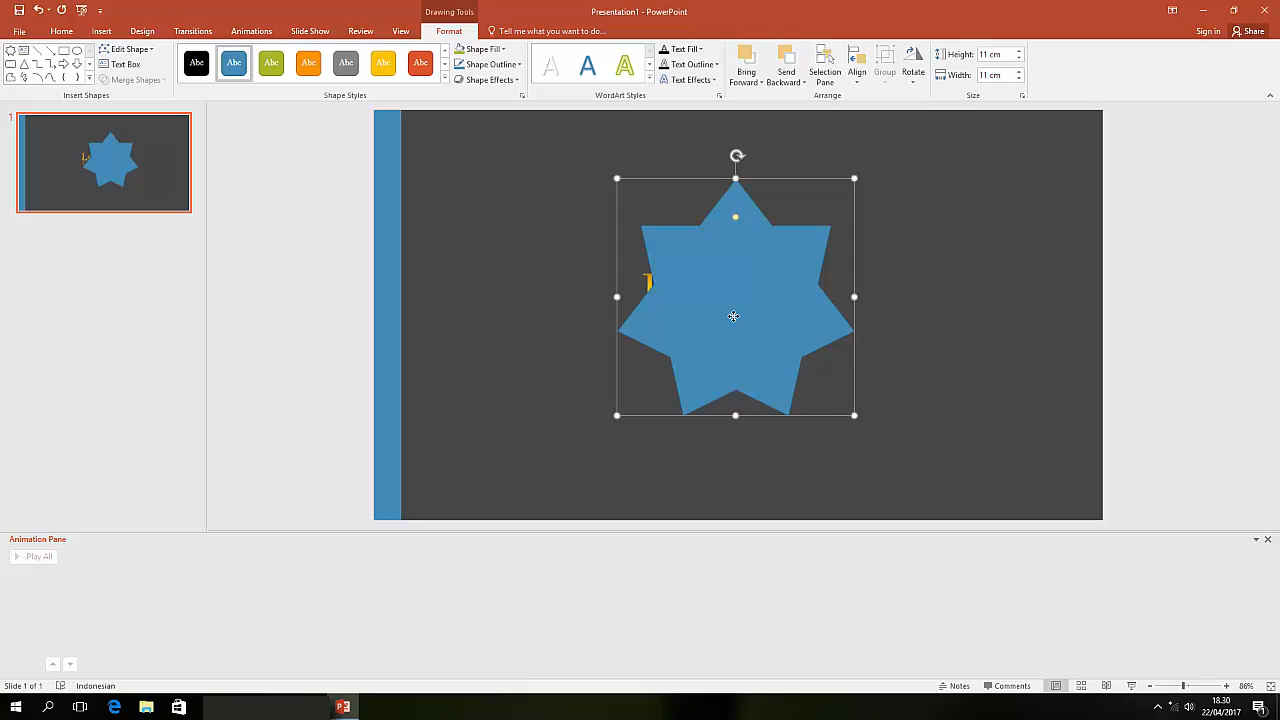 Drawing Tools
Presentation1 - PowerPoint
File Home Insert Design Transitions Animations Slide Show Review View Format Tell me what you want to do... Sign in Share
Edit Shape
Text Box
Merge Shapes
Insert Shapes
Abc Abc Abc Abc Abc Abc Abc
Shape Fill
Shape Outline
Shape Effects
Shape Styles
A A A
Text Fill
Text Outline
Text Effects
WordArt Styles
Bring Forward
Send Backward
Selection Pane
Align
Group
Rotate
Arrange
Height: 11 cm
Width: 11 cm
Size
1
Animation Pane
Play All
Slide 1 of 1 Indonesian Notes Comments 86%
18.30
22/04/2017
1